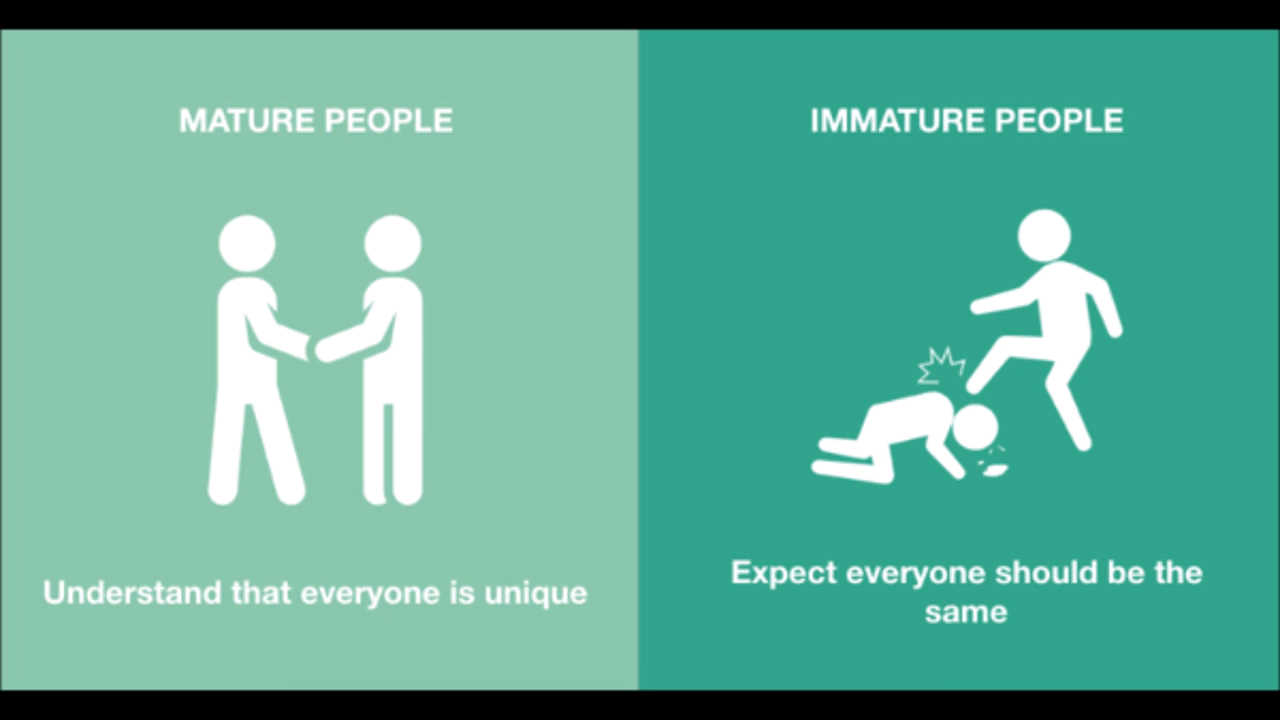 MATURE PEOPLE
Understand that everyone is unique
IMMATURE PEOPLE
Expect everyone should be the
same